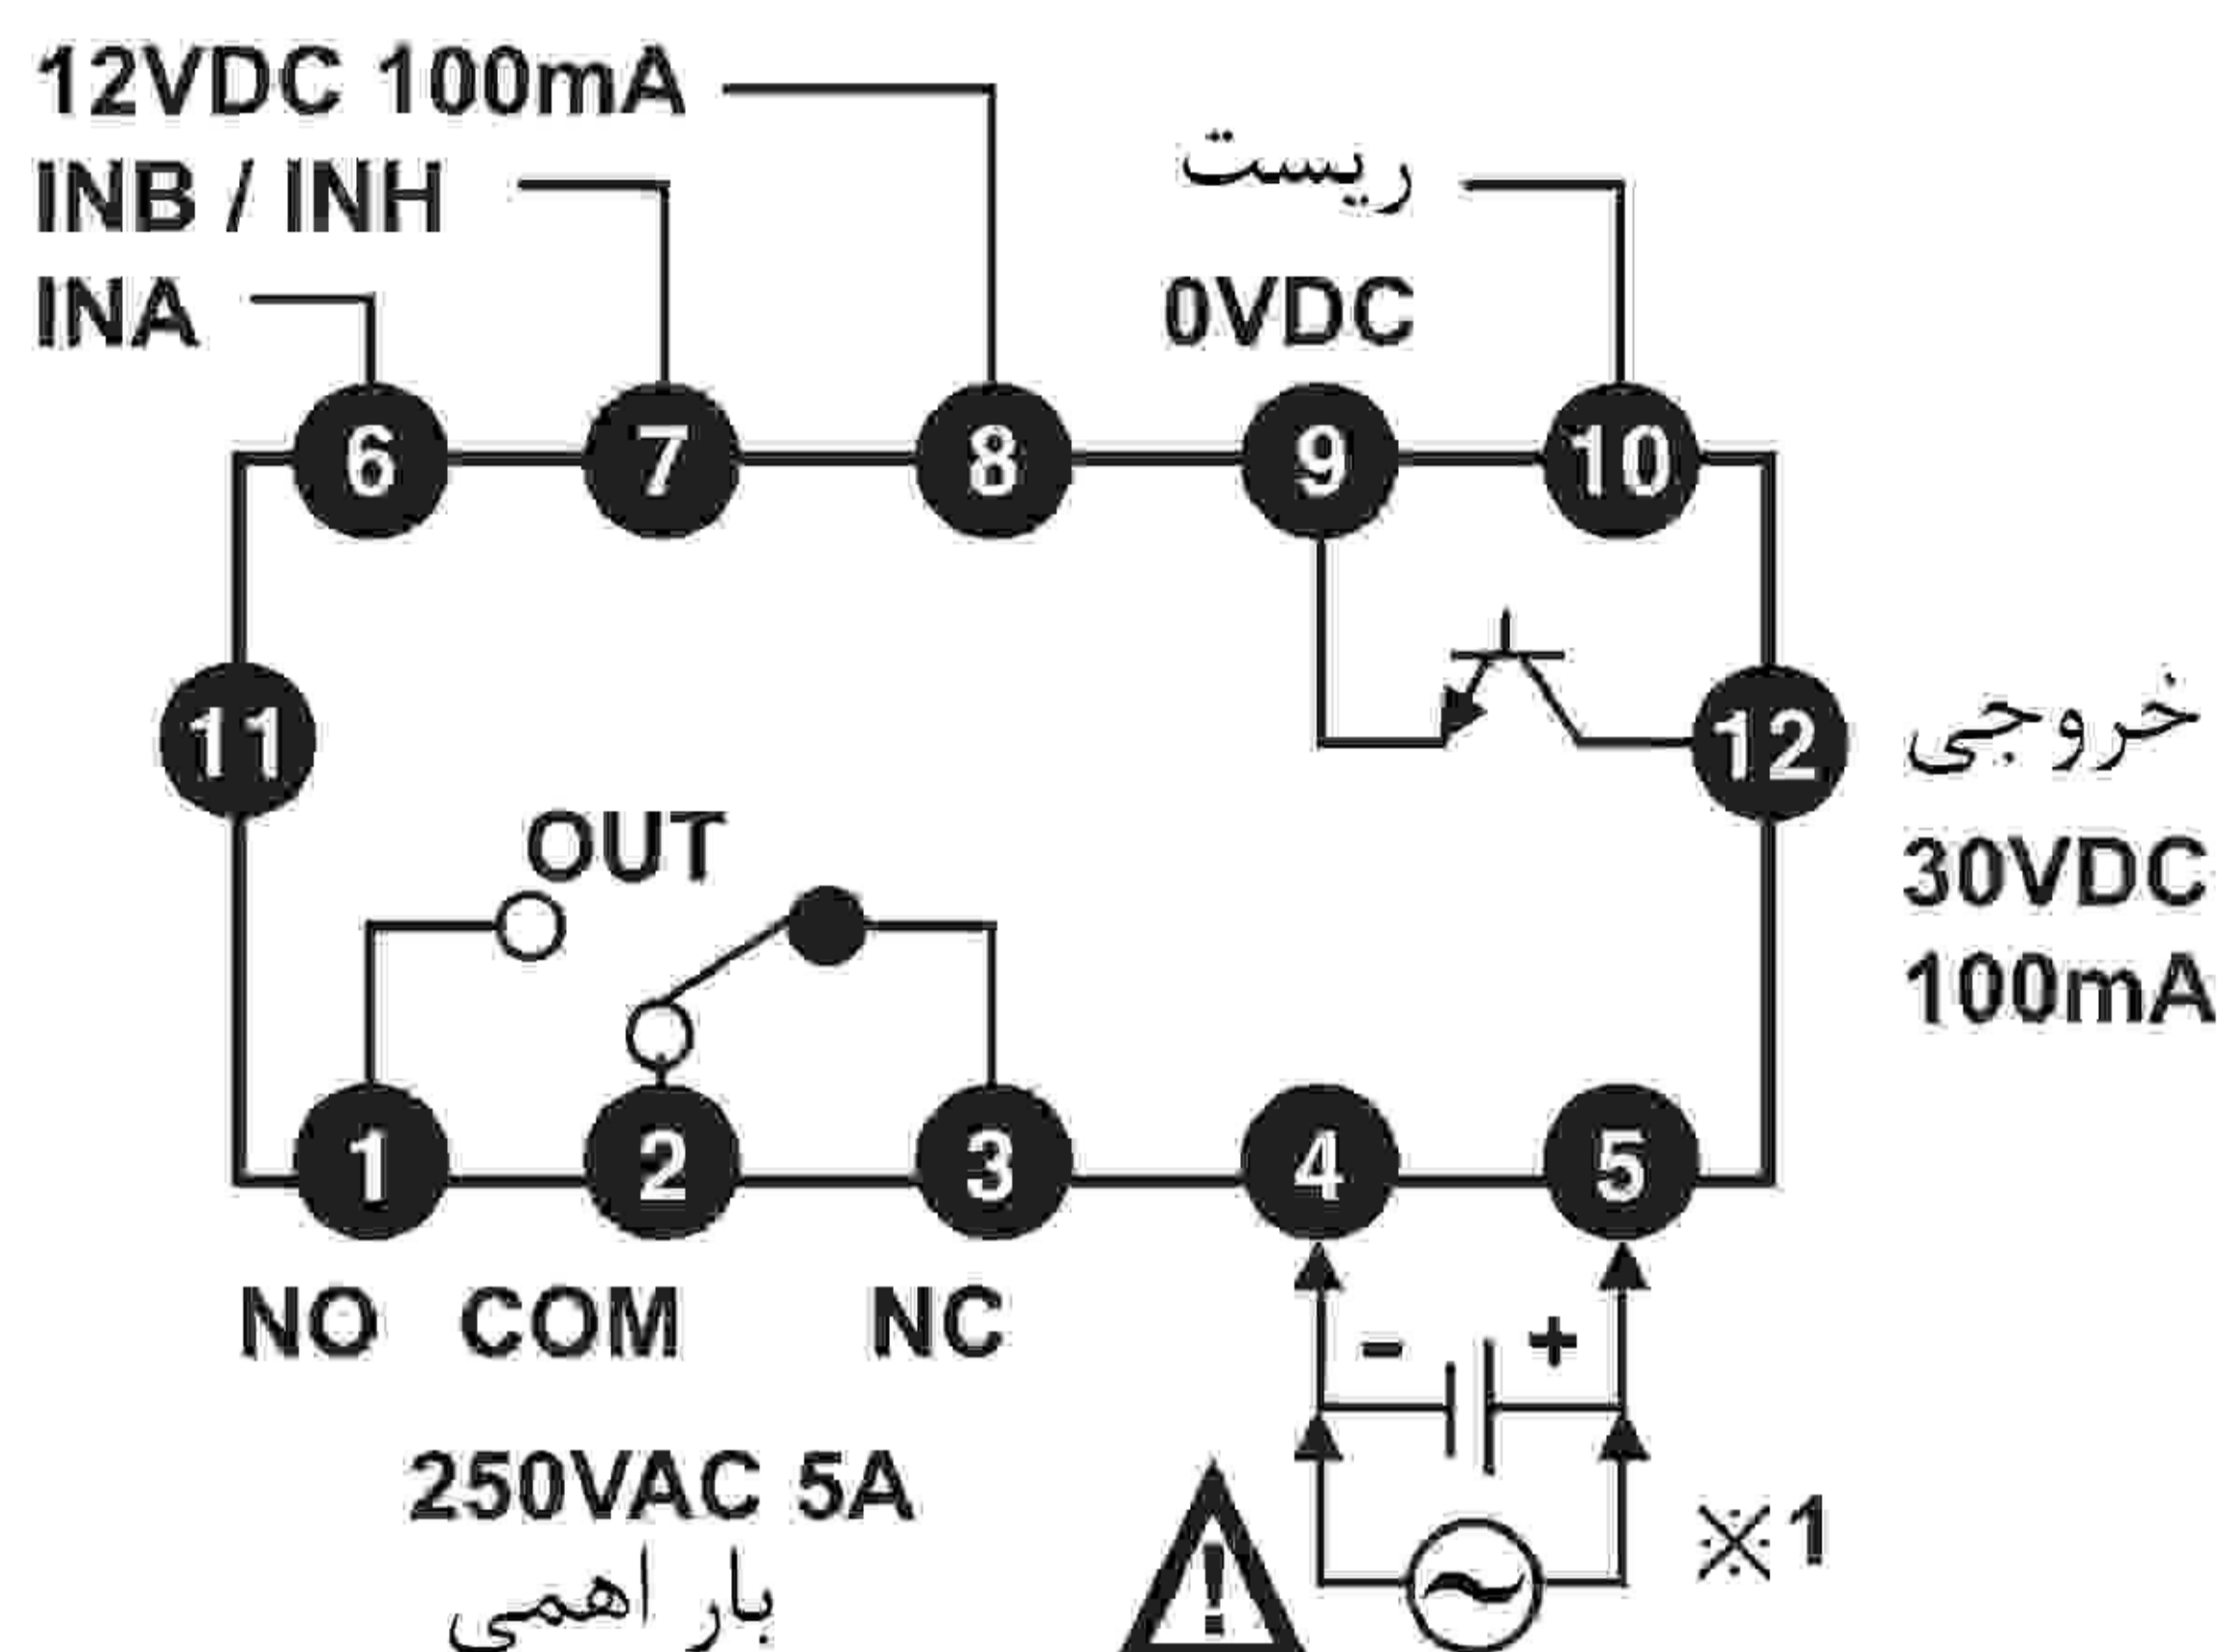 12VDC 100mA
INB / INH
INA
ریست
0VDC
6 7 8 9 10
11
12
خروجی
30VDC
100mA
OUT
1 2 3 4 5
NO COM NC
- +
250VAC 5A
بار اهمی
!
~
※1